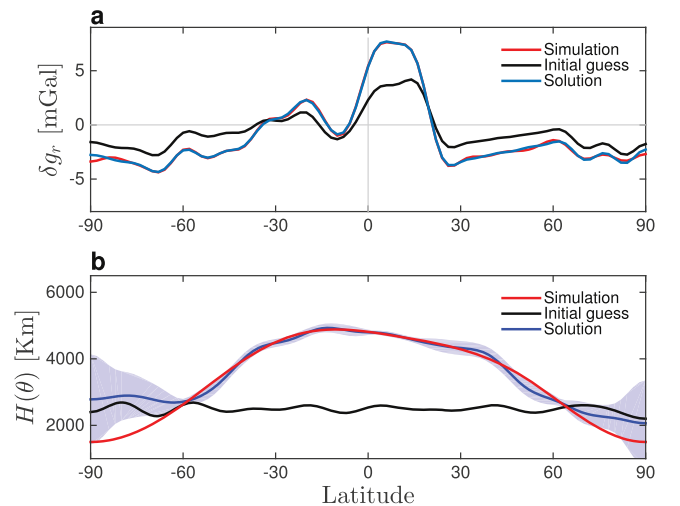 a
δg_r [mGal]
5
0
-5
Simulation
Initial guess
Solution
-90 -60 -30 0 30 60 90
b
H(θ) [Km]
6000
4000
2000
Simulation
Initial guess
Solution
-90 -60 -30 0 30 60 90
Latitude